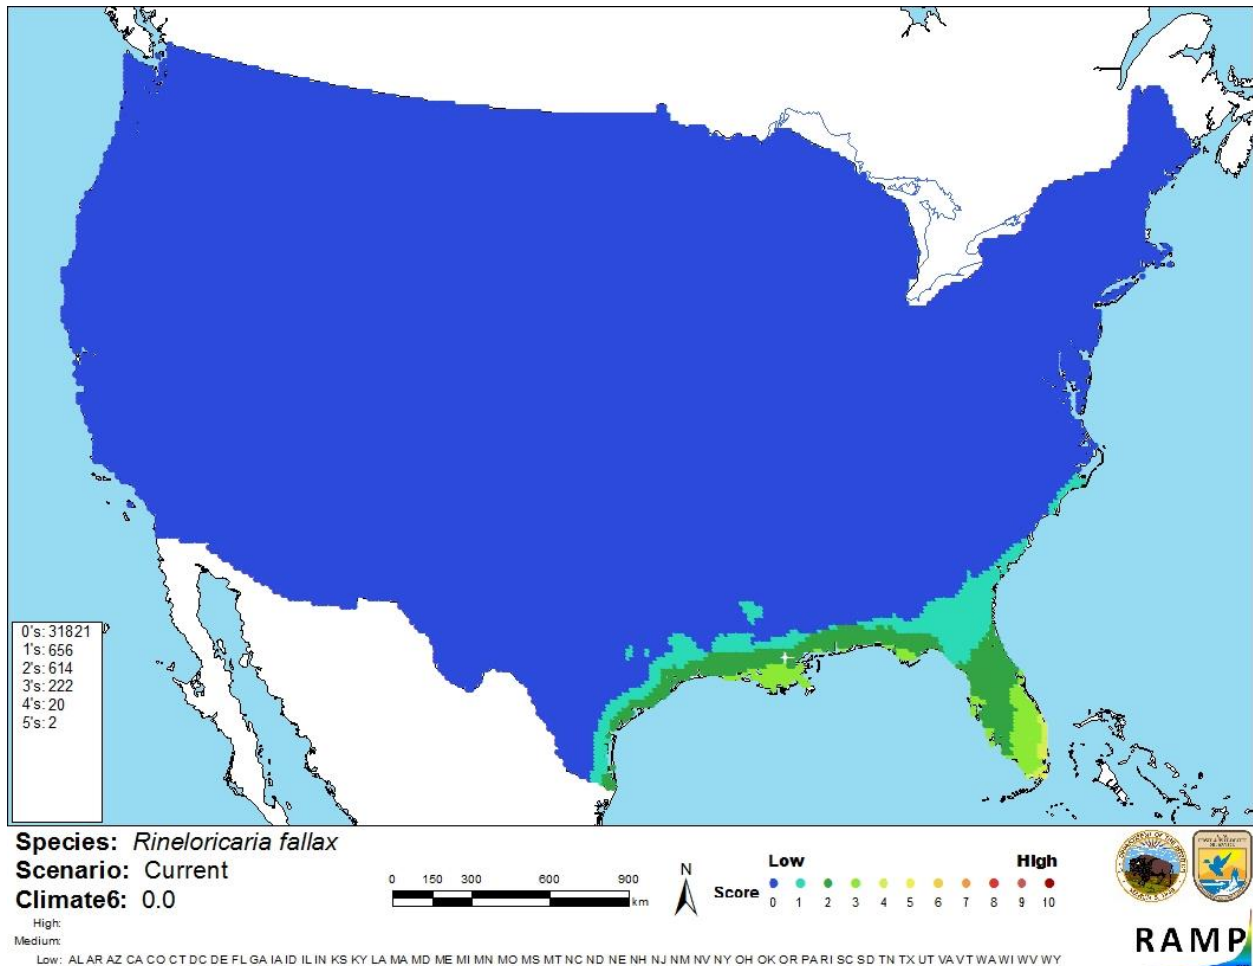 0's: 31821
1's: 656
2's: 614
3's: 222
4's: 20
5's: 2
Species: Rineloricaria fallax
Scenario: Current
Climate6: 0.0
High:
Medium:
Low: AL AR AZ CA CO CT DC DE FL GA IA ID IL IN KS KY LA MA MD ME MI MN MO MS MT NC ND NE NH NJ NM NV NY OH OK OR PA RI SC SD TN TX UT VA VT WA WI WV WY
0 150 300 600 900
km
N
Low High
Score
0 1 2 3 4 5 6 7 8 9 10
RAMP